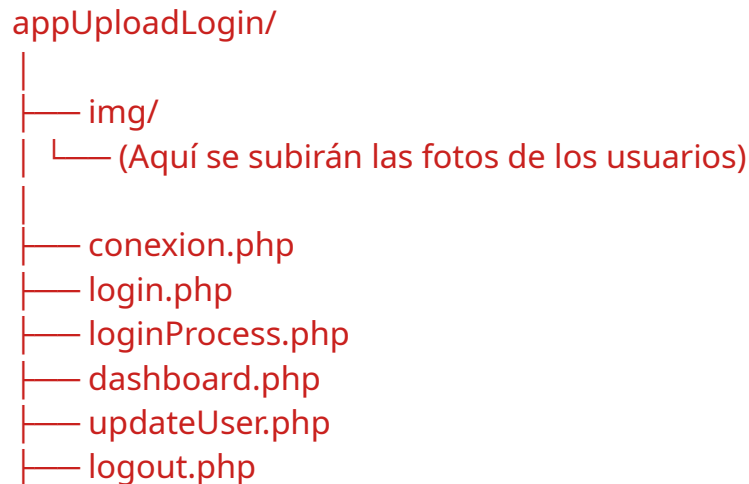 appUploadLogin/
│
├── img/
│ └── (Aquí se subirán las fotos de los usuarios)
│
├── conexion.php
├── login.php
├── loginProcess.php
├── dashboard.php
├── updateUser.php
├── logout.php